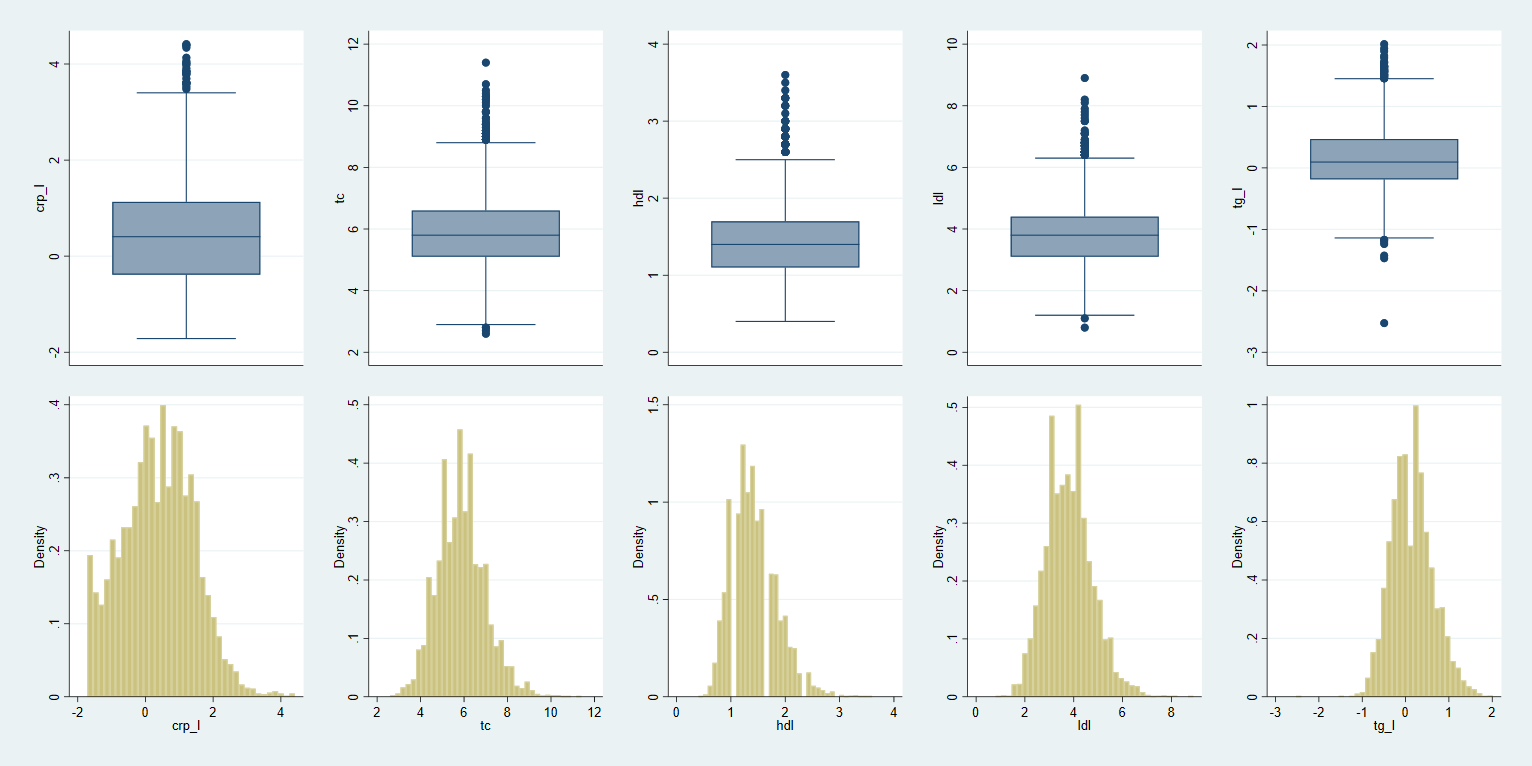 crp_l
4
2
0
-2
tc
12
10
8
6
4
2
hdl
4
3
2
1
0
ldl
10
8
6
4
2
0
tg_l
2
1
0
-1
-2
-3
Density
.4
.3
.2
.1
0
-2 0 2 4
crp_l
Density
.5
.4
.3
.2
.1
0
2 4 6 8 10 12
tc
Density
1.5
1
.5
0
0 1 2 3 4
hdl
Density
.5
.4
.3
.2
.1
0
0 2 4 6 8
ldl
Density
1
.8
.6
.4
.2
0
-3 -2 -1 0 1 2
tg_l